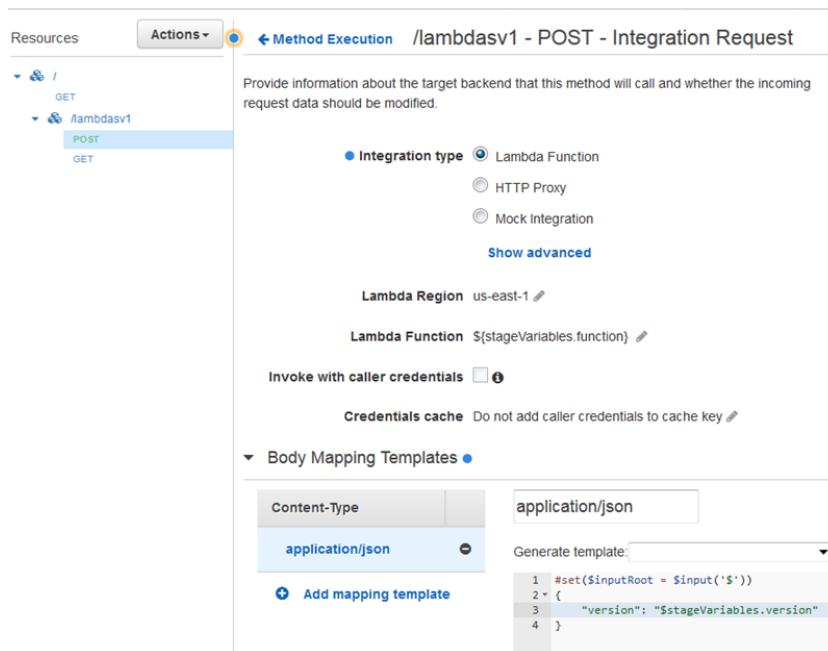 Resources
Actions
Method Execution
/lambdasv1 - POST - Integration Request
/
GET
/lambdasv1
POST
GET
Provide information about the target backend that this method will call and whether the incoming
request data should be modified.
Integration type
Lambda Function
HTTP Proxy
Mock Integration
Show advanced
Lambda Region us-east-1
Lambda Function ${stageVariables.function}
Invoke with caller credentials
Credentials cache Do not add caller credentials to cache key
Body Mapping Templates
Content-Type
application/json
Add mapping template
application/json
Generate template:
1 #set($inputRoot = $input('$'))
2 {
3 "version": "$stageVariables.version"
4 }